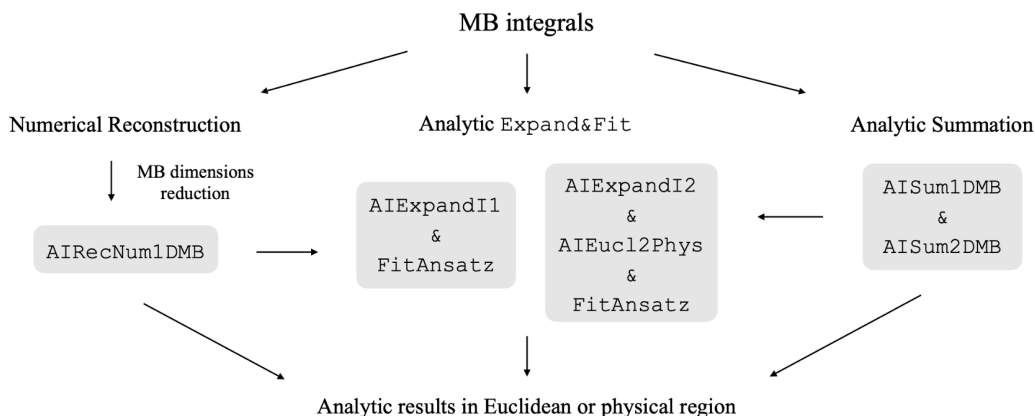 MB integrals
Numerical Reconstruction
Analytic Expand&Fit
Analytic Summation
MB dimensions
reduction
AIRecNum1DMB
AIExpandI1
&
FitAnsatz
AIExpandI2
&
AIEucl2Phys
&
FitAnsatz
AISum1DMB
&
AISum2DMB
Analytic results in Euclidean or physical region